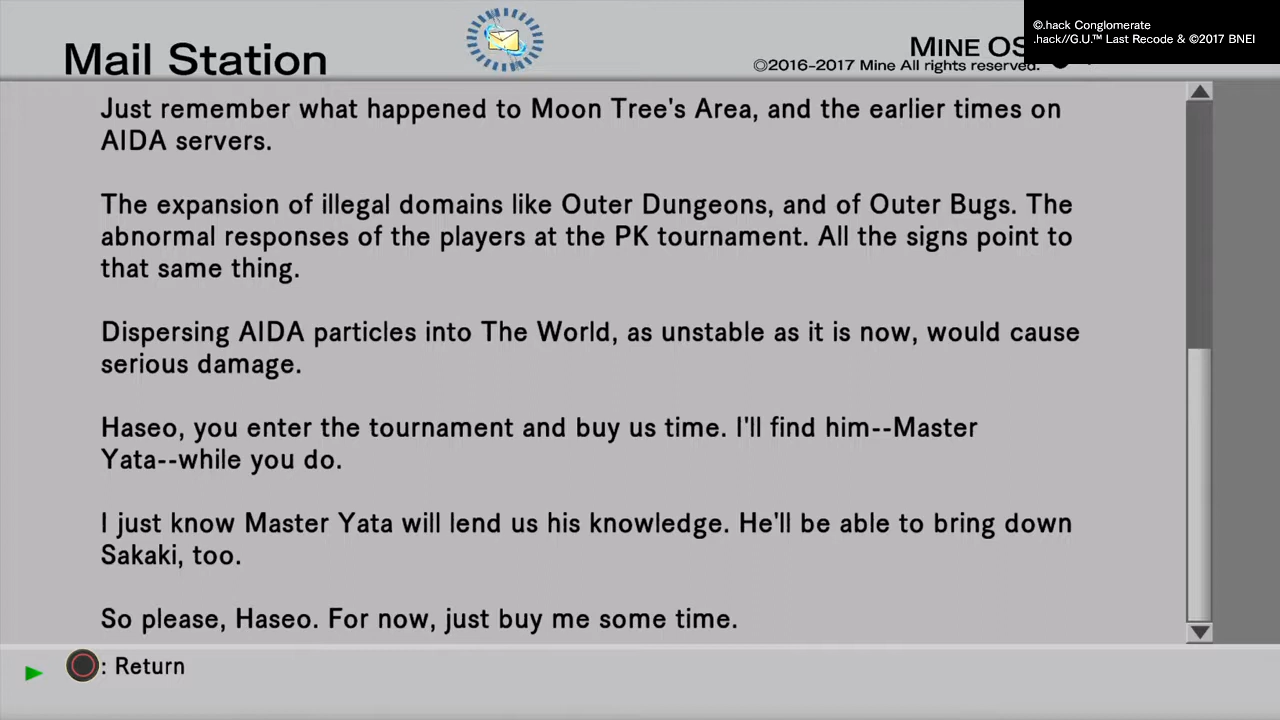 ©.hack Conglomerate
.hack//G.U.™ Last Recode & ©2017 BNEI
Mail Station
MINE OS
©2016-2017 Mine All rights reserved.
Just remember what happened to Moon Tree's Area, and the earlier times on
AIDA servers.
The expansion of illegal domains like Outer Dungeons, and of Outer Bugs. The
abnormal responses of the players at the PK tournament. All the signs point to
that same thing.
Dispersing AIDA particles into The World, as unstable as it is now, would cause
serious damage.
Haseo, you enter the tournament and buy us time. I'll find him--Master
Yata--while you do.
I just know Master Yata will lend us his knowledge. He'll be able to bring down
Sakaki, too.
So please, Haseo. For now, just buy me some time.
: Return